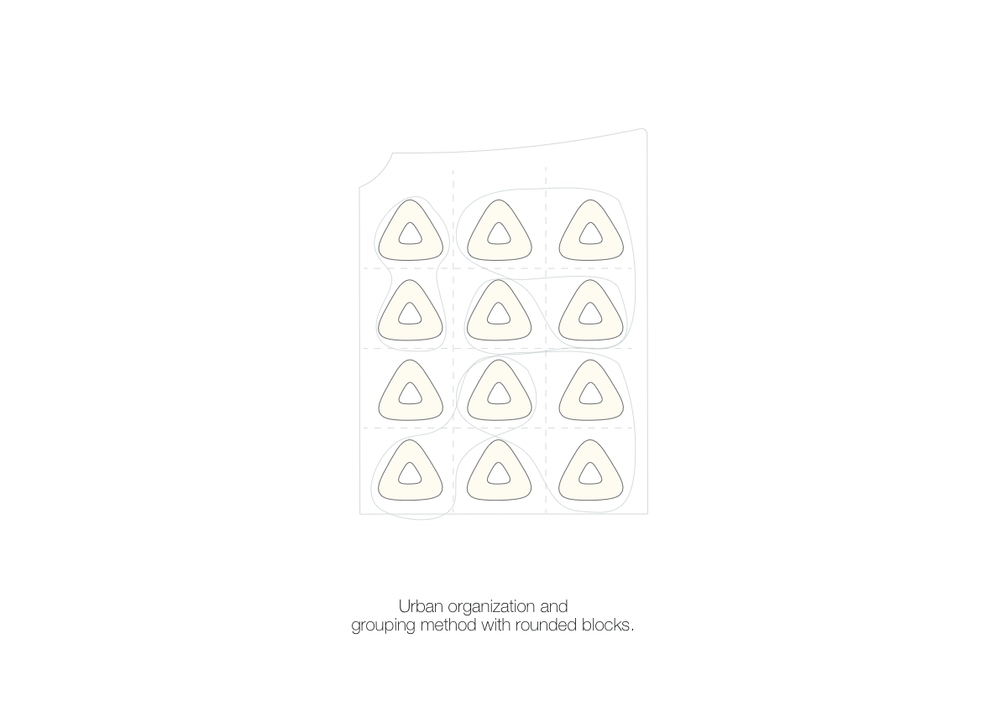 Urban organization and
grouping method with rounded blocks.